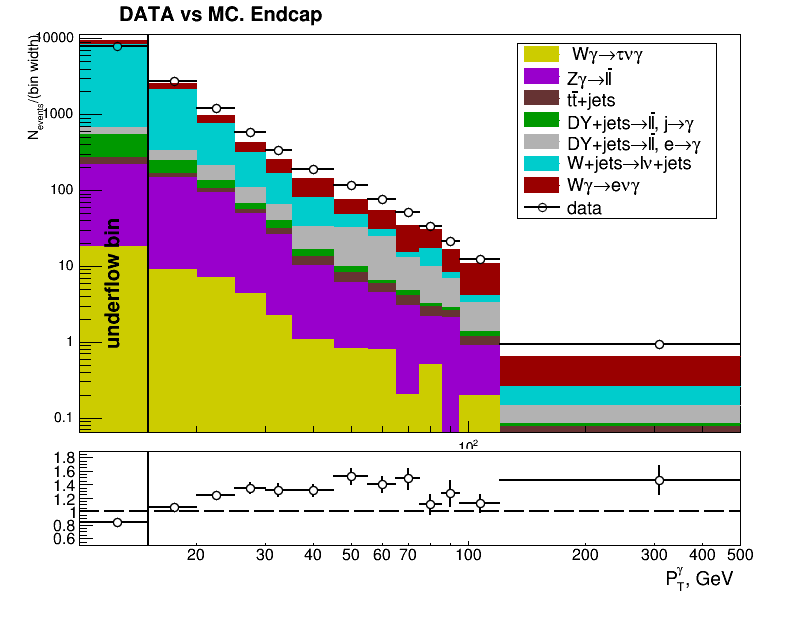 DATA vs MC. Endcap
N_events/(bin width)
10000
1000
100
10
1
0.1
underflow bin
Wγ→τνγ
Zγ→ll̄
tt̄+jets
DY+jets→ll̄, j→γ
DY+jets→ll̄, e→γ
W+jets→lν+jets
Wγ→eνγ
data
10²
1.8
1.6
1.4
1.2
1
0.8
0.6
20 30 40 50 60 70 100 200 300 400 500
P_T^γ, GeV